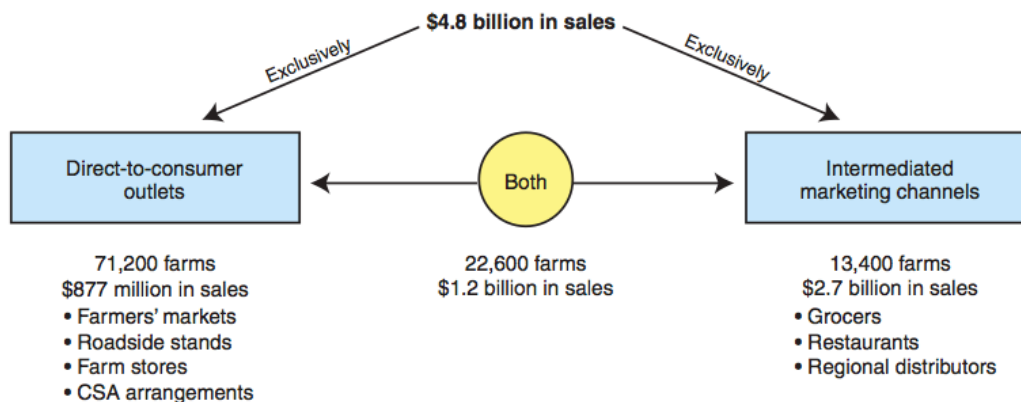 $4.8 billion in sales
Exclusively
Exclusively
Direct-to-consumer
outlets
Both
Intermediated
marketing channels
71,200 farms
$877 million in sales
• Farmers’ markets
• Roadside stands
• Farm stores
• CSA arrangements
22,600 farms
$1.2 billion in sales
13,400 farms
$2.7 billion in sales
• Grocers
• Restaurants
• Regional distributors